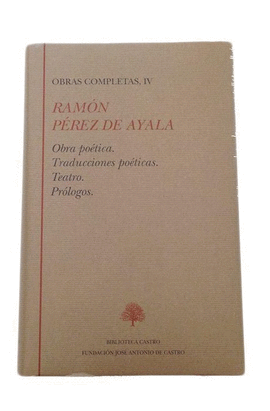 OBRAS COMPLETAS, IV
RAMÓN
PÉREZ DE AYALA
Obra poética.
Traducciones poéticas.
Teatro.
Prólogos.
BIBLIOTECA CASTRO
FUNDACIÓN JOSÉ ANTONIO DE CASTRO